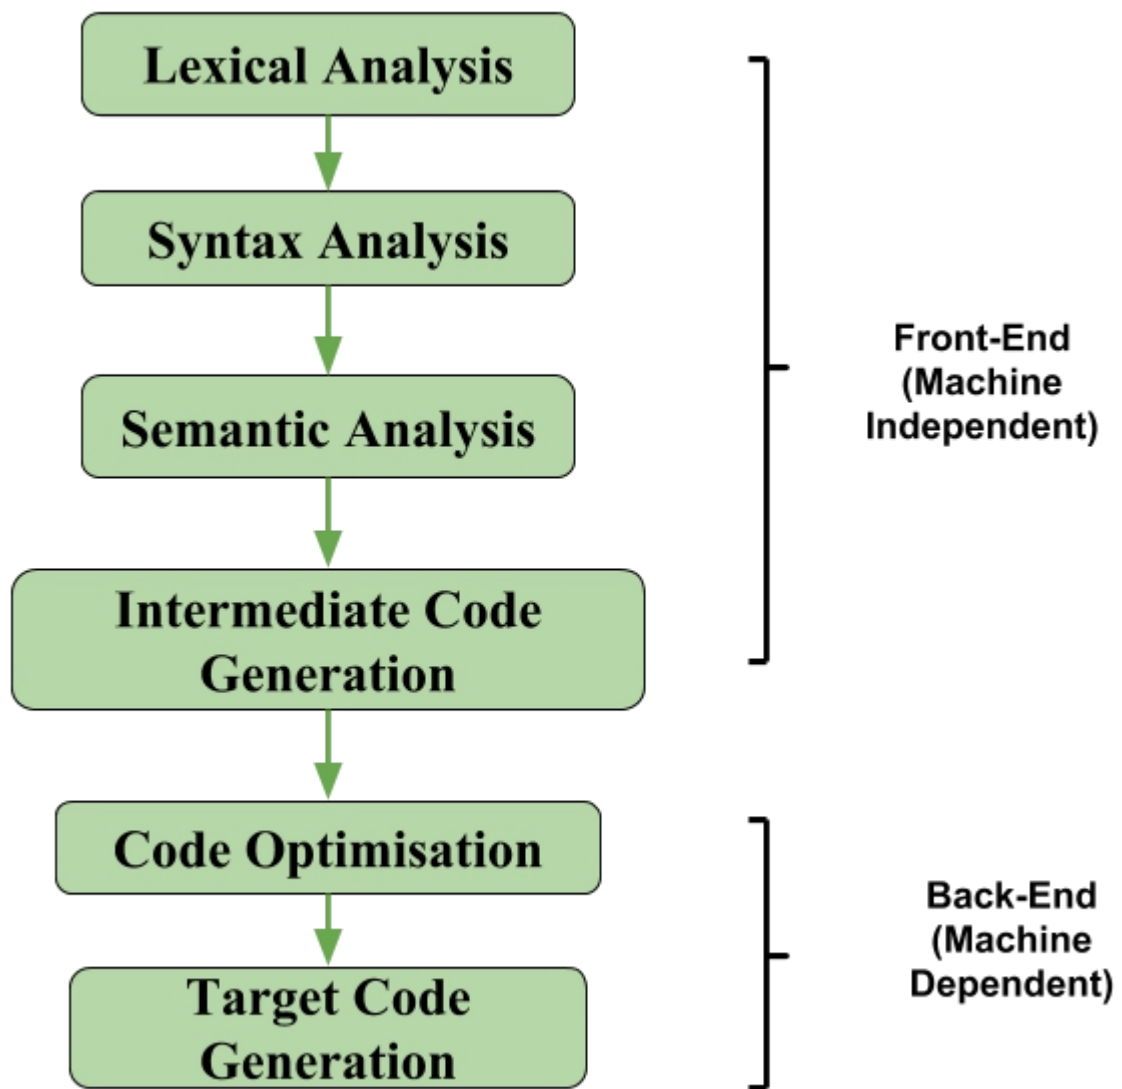 Lexical Analysis
Syntax Analysis
Semantic Analysis
Intermediate Code
Generation
Front-End
(Machine
Independent)
Code Optimisation
Target Code
Generation
Back-End
(Machine
Dependent)